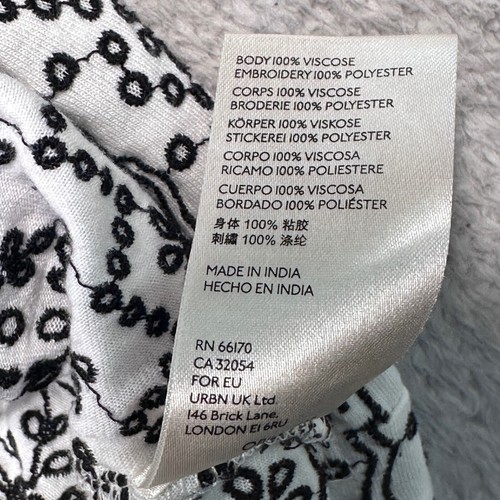 BODY 100% VISCOSE
EMBROIDERY 100% POLYESTER
CORPS 100% VISCOSE
BRODERIE 100% POLYESTER
KÖRPER 100% VISKOSE
STICKEREI 100% POLYESTER
CORPO 100% VISCOSA
RICAMO 100% POLIESTERE
CUERPO 100% VISCOSA
BORDADO 100% POLIÉSTER
身体 100% 粘胶
刺繡 100% 涤纶
MADE IN INDIA
HECHO EN INDIA
RN 66170
CA 32054
FOR EU
URBN UK Ltd.
146 Brick Lane,
LONDON E1 6RU